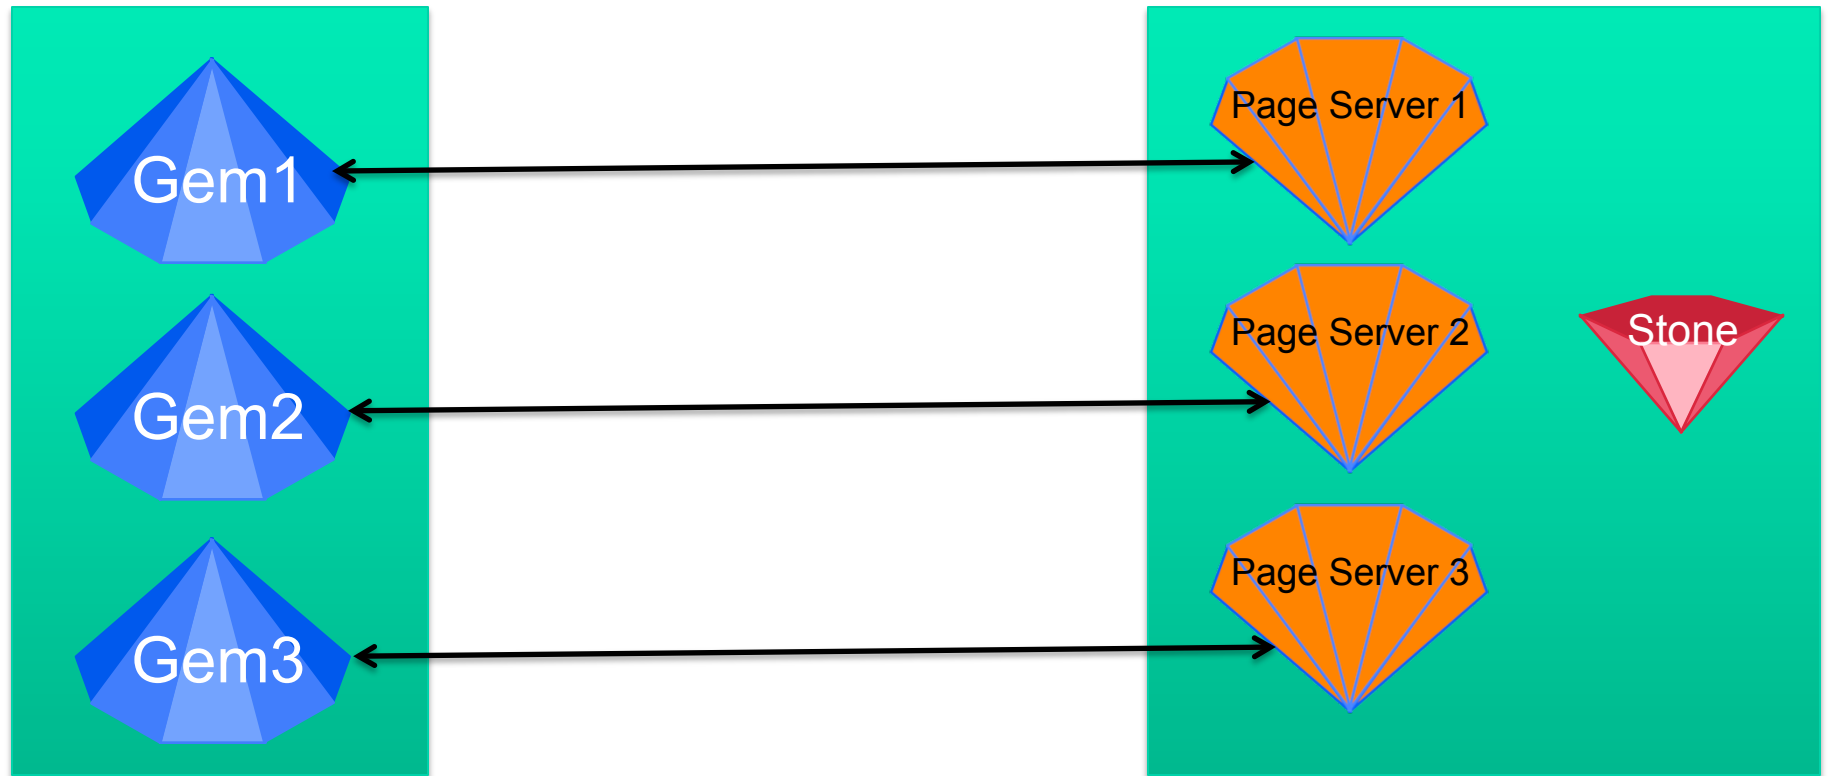 Gem1
Page Server 1
Gem2
Page Server 2
Stone
Gem3
Page Server 3